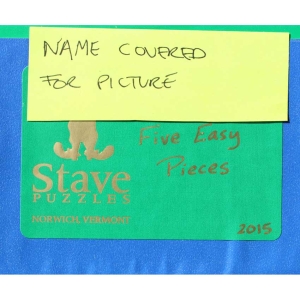 NAME COVERED
FOR PICTURE
Five Easy
Pieces
Stave
PUZZLES
NORWICH, VERMONT
2015